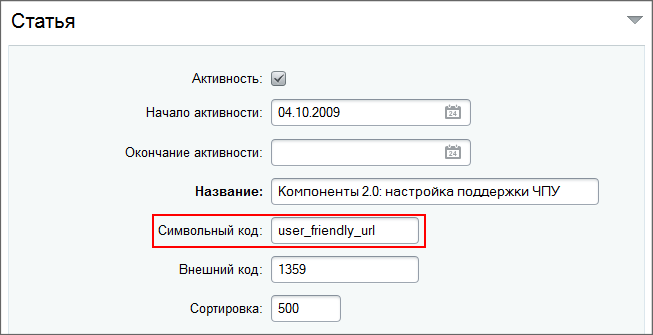 Статья
Активность:
Начало активности: 04.10.2009
Окончание активности:
Название: Компоненты 2.0: настройка поддержки ЧПУ
Символьный код: user_friendly_url
Внешний код: 1359
Сортировка: 500